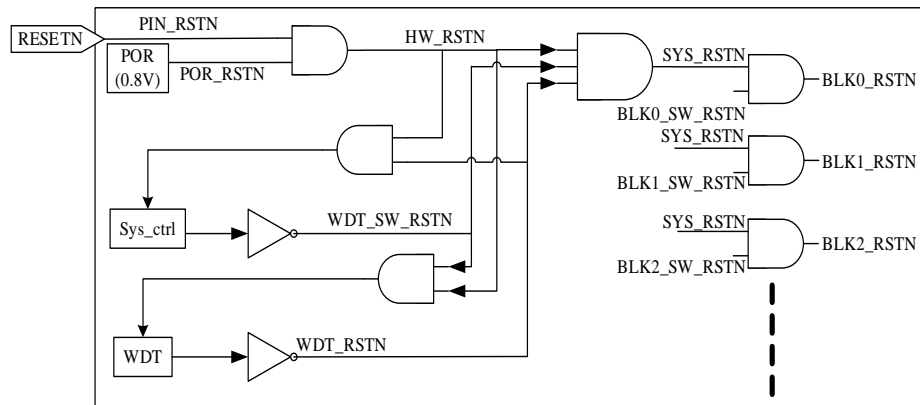 RESETN
PIN_RSTN
POR
(0.8V)
POR_RSTN
HW_RSTN
SYS_RSTN
BLK0_SW_RSTN
BLK0_RSTN
SYS_RSTN
BLK1_SW_RSTN
BLK1_RSTN
Sys_ctrl
WDT_SW_RSTN
SYS_RSTN
BLK2_SW_RSTN
BLK2_RSTN
WDT
WDT_RSTN